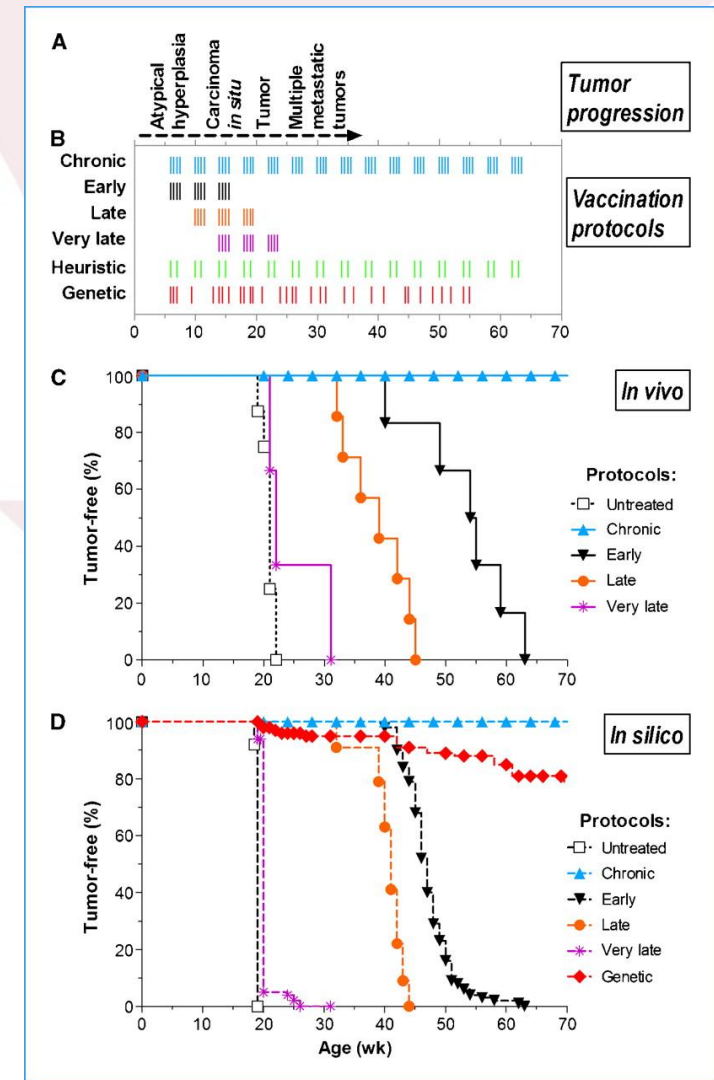 A
Atypical
hyperplasia
Carcinoma
in situ
Tumor
Multiple
metastatic
tumors
Tumor
progression
B
Chronic
Early
Late
Very late
Heuristic
Genetic
Vaccination
protocols
0 10 20 30 40 50 60 70
C
In vivo
Tumor-free (%)
100
80
60
40
20
0
Protocols:
Untreated
Chronic
Early
Late
Very late
0 10 20 30 40 50 60 70
D
In silico
Tumor-free (%)
100
80
60
40
20
0
Protocols:
Untreated
Chronic
Early
Late
Very late
Genetic
0 10 20 30 40 50 60 70
Age (wk)